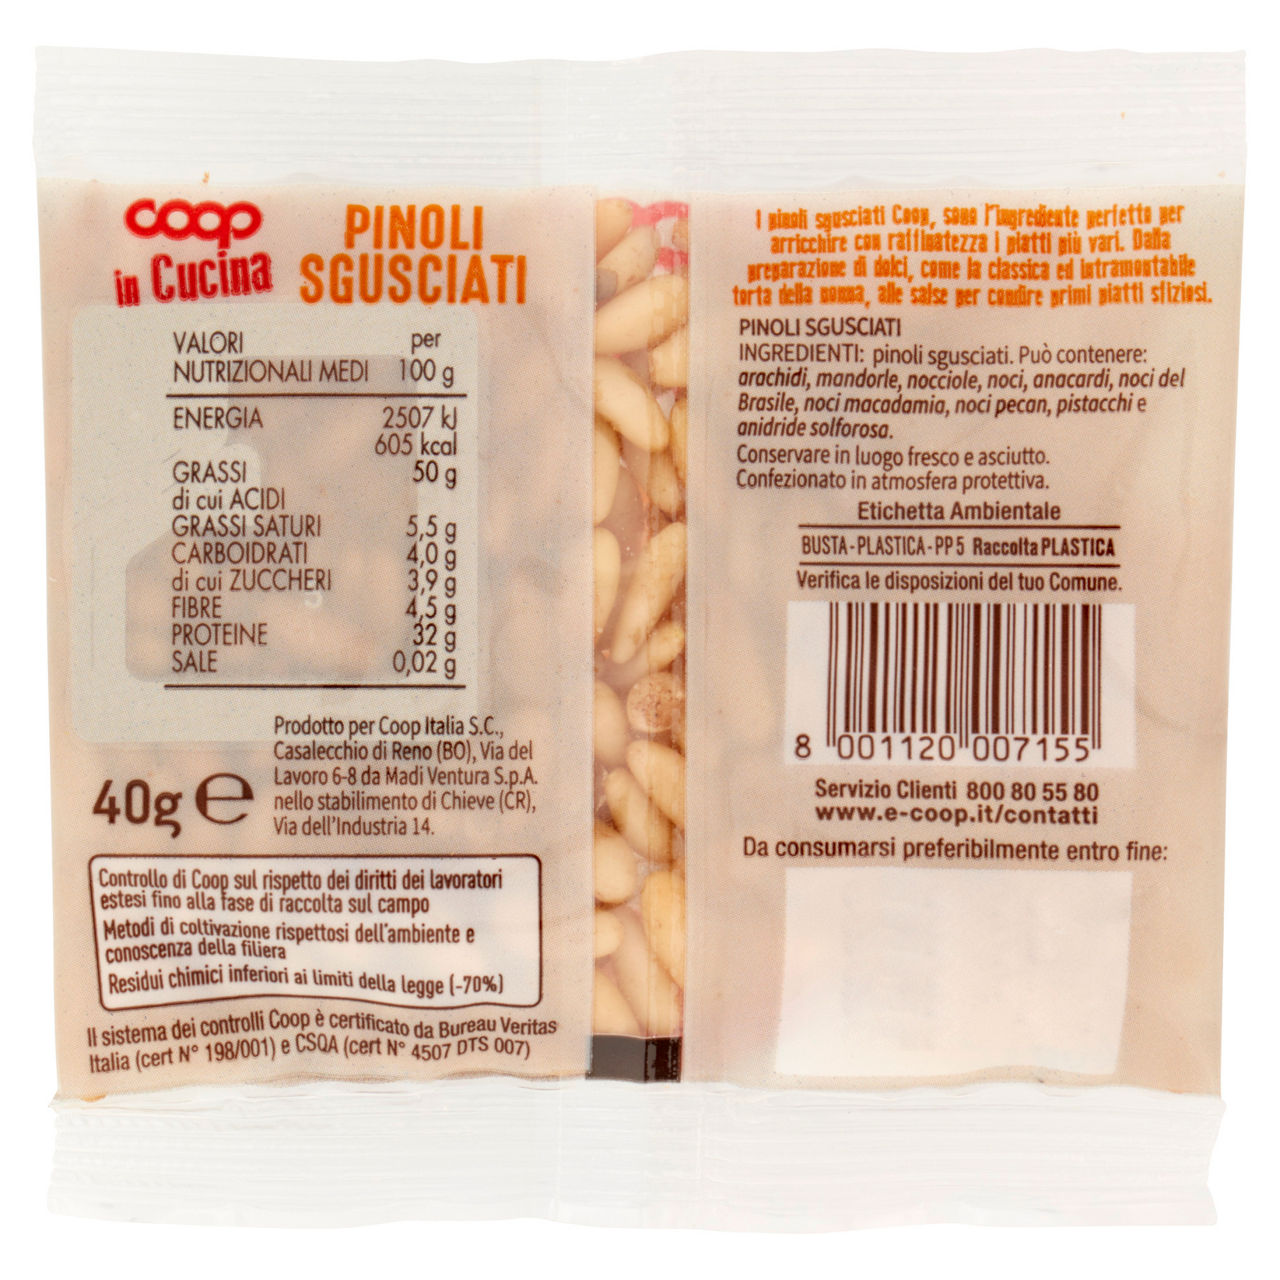 coop
in Cucina
PINOLI
SGUSCIATI
VALORI per
NUTRIZIONALI MEDI 100 g
ENERGIA 2507 kJ
605 kcal
GRASSI 50 g
di cui ACIDI
GRASSI SATURI 5,5 g
CARBOIDRATI 4,0 g
di cui ZUCCHERI 3,9 g
FIBRE 4,5 g
PROTEINE 32 g
SALE 0,02 g
40g e
Prodotto per Coop Italia S.C.,
Casalecchio di Reno (BO), Via del
Lavoro 6-8 da Madi Ventura S.p.A.
nello stabilimento di Chieve (CR),
Via dell'Industria 14.
Controllo di Coop sul rispetto dei diritti dei lavoratori
estesi fino alla fase di raccolta sul campo
Metodi di coltivazione rispettosi dell'ambiente e
conoscenza della filiera
Residui chimici inferiori ai limiti della legge (-70%)
Il sistema dei controlli Coop è certificato da Bureau Veritas
Italia (cert N° 198/001) e CSQA (cert N° 4507 DTS 007)
I pinoli sgusciati Coop, sono l'ingrediente perfetto per
arricchire con raffinatezza i piatti più vari. Dalla
preparazione di dolci, come la classica ed intramontabile
torta della nonna, alle salse per condire primi piatti sfiziosi.
PINOLI SGUSCIATI
INGREDIENTI: pinoli sgusciati. Può contenere:
arachidi, mandorle, nocciole, noci, anacardi, noci del
Brasile, noci macadamia, noci pecan, pistacchi e
anidride solforosa.
Conservare in luogo fresco e asciutto.
Confezionato in atmosfera protettiva.
Etichetta Ambientale
BUSTA-PLASTICA-PP5 Raccolta PLASTICA
Verifica le disposizioni del tuo Comune.
8 001120 007155
Servizio Clienti 800 80 55 80
www.e-coop.it/contatti
Da consumarsi preferibilmente entro fine: